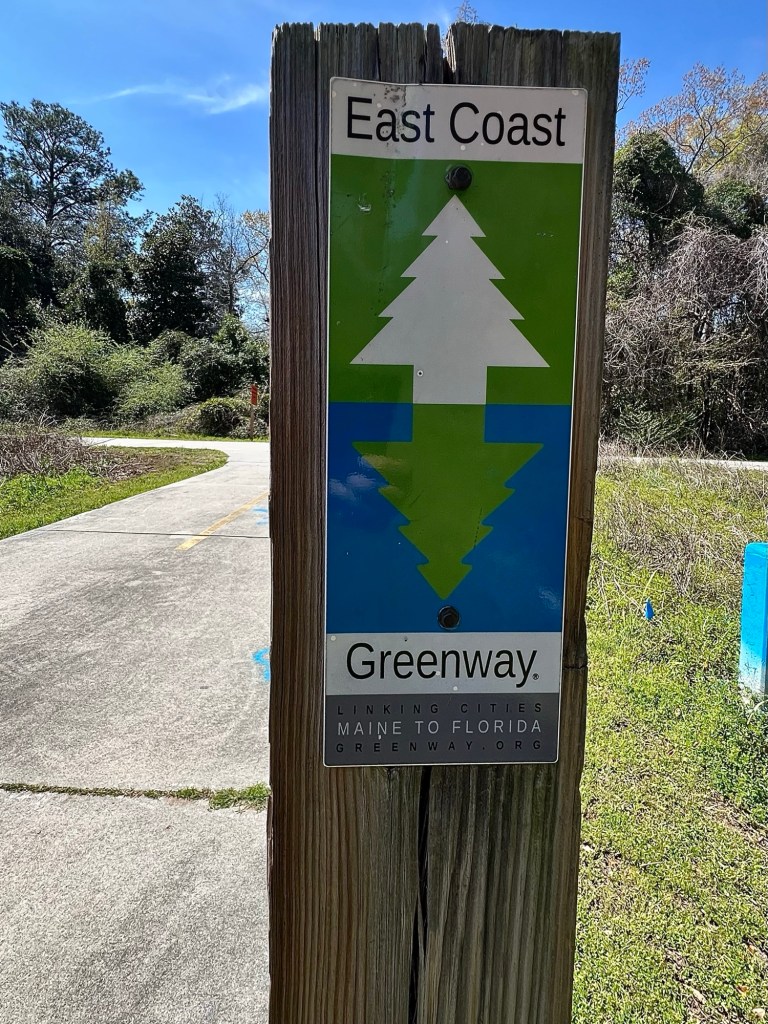 East Coast
Greenway®
LINKING CITIES
MAINE TO FLORIDA
GREENWAY.ORG